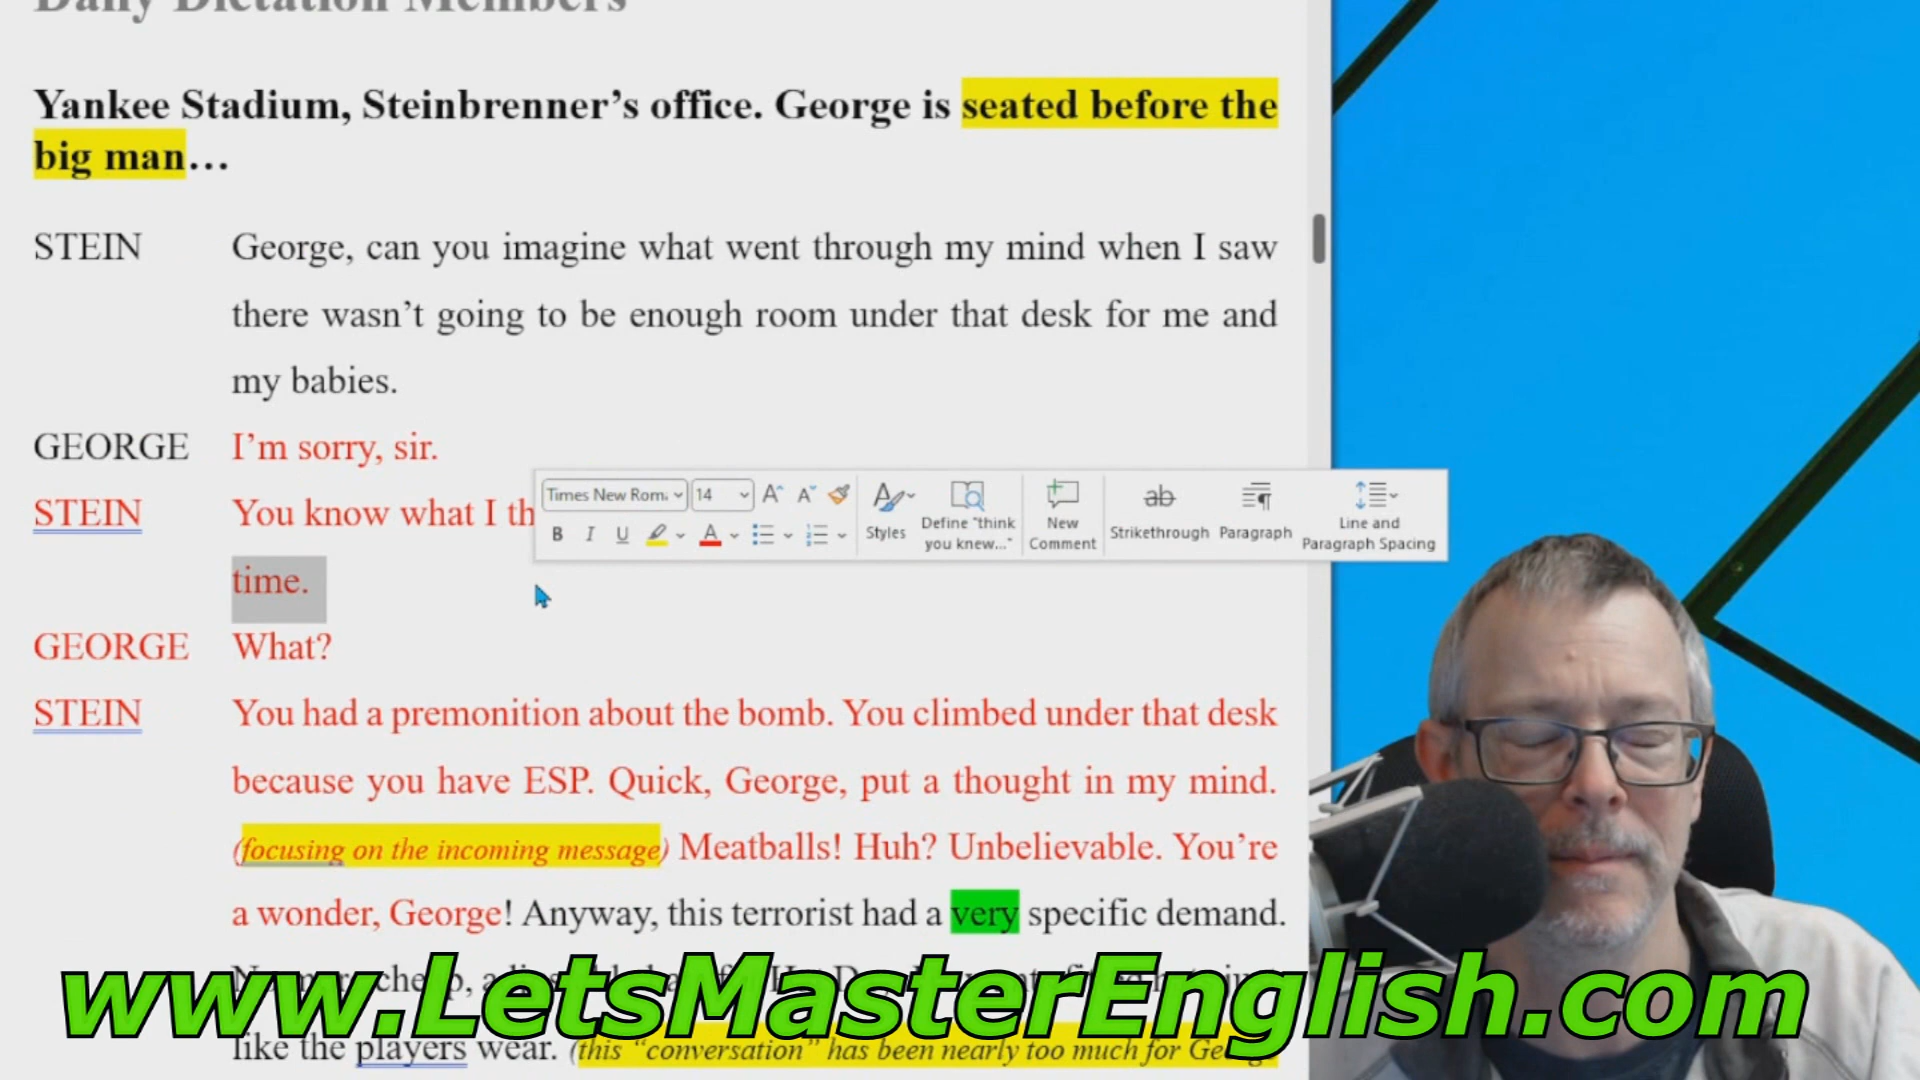 Daily Dictation Members
Yankee Stadium, Steinbrenner’s office. George is seated before the
big man…
STEIN George, can you imagine what went through my mind when I saw
there wasn’t going to be enough room under that desk for me and
my babies.
GEORGE I’m sorry, sir.
Times New Rom 14 Styles Define "think you knew..." New Comment Strikethrough Paragraph Line and Paragraph Spacing
STEIN You know what I th
B I U A
time.
GEORGE What?
STEIN You had a premonition about the bomb. You climbed under that desk
because you have ESP. Quick, George, put a thought in my mind.
(focusing on the incoming message) Meatballs! Huh? Unbelievable. You’re
a wonder, George! Anyway, this terrorist had a very specific demand.
www.LetsMasterEnglish.com
like the players wear. (this “conversation” has been nearly too much for